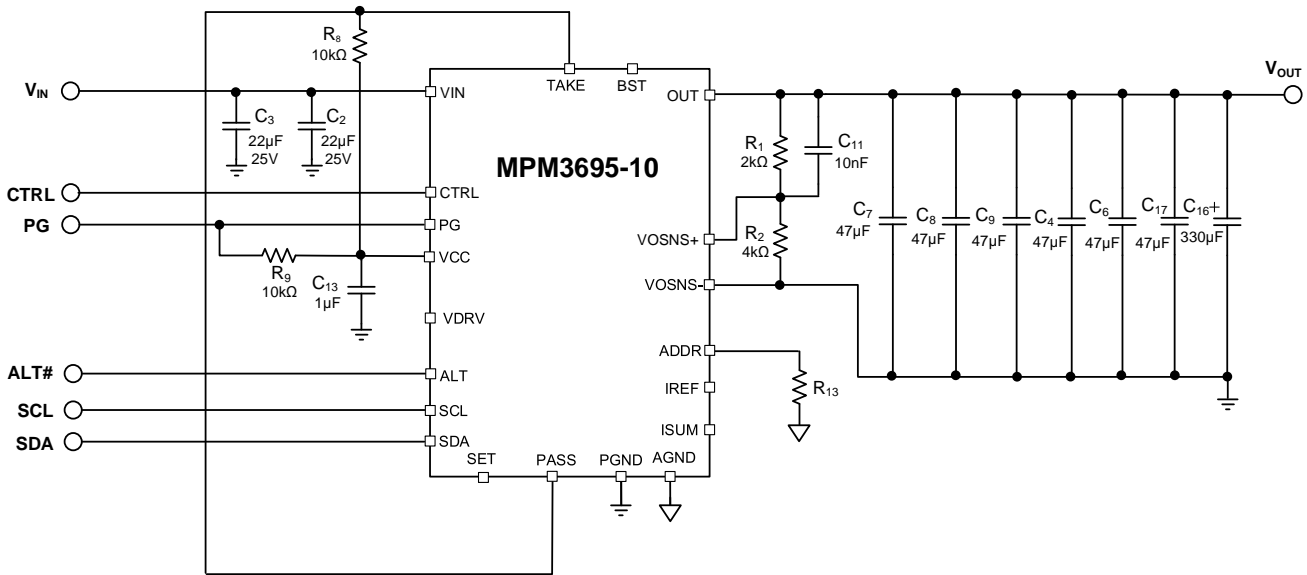 R8
10kΩ
VIN
C3
22µF
25V
C2
22µF
25V
CTRL
PG
R9
10kΩ
C13
1µF
ALT#
SCL
SDA
TAKE
BST
VIN
OUT
MPM3695-10
CTRL
PG
VCC
VDRV
ALT
SCL
SDA
SET
PASS
PGND
AGND
VOSNS+
VOSNS-
ADDR
IREF
ISUM
R1
2kΩ
C11
10nF
R2
4kΩ
R13
C7
47µF
C8
47µF
C9
47µF
C4
47µF
C6
47µF
C17
47µF
C16+
330µF
VOUT